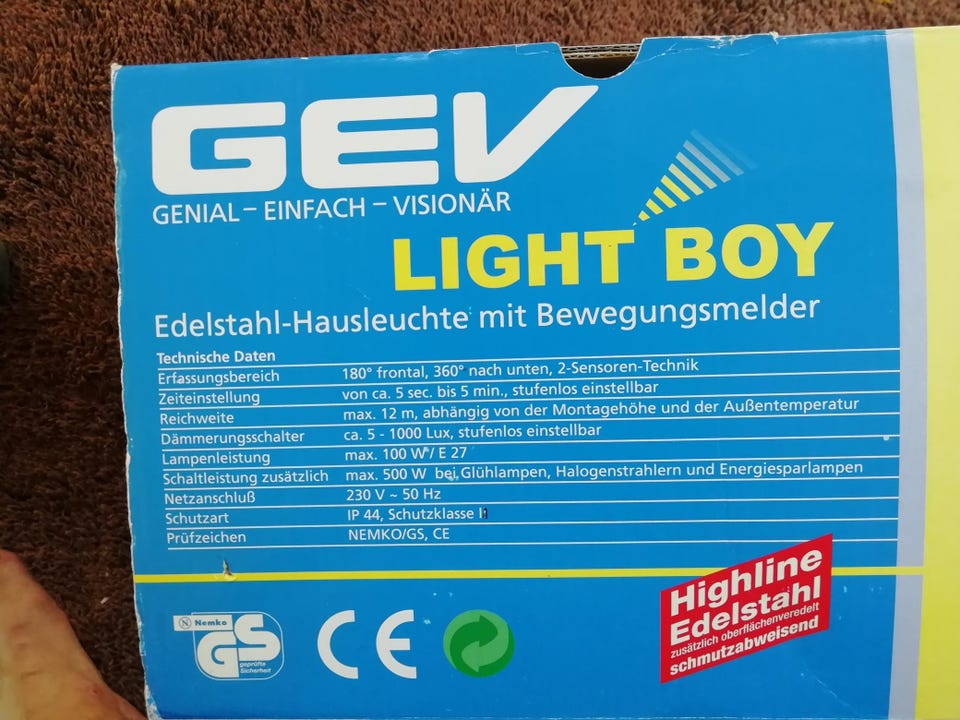 GEV
GENIAL – EINFACH – VISIONÄR
LIGHT BOY
Edelstahl-Hausleuchte mit Bewegungsmelder
Technische Daten
Erfassungsbereich 180° frontal, 360° nach unten, 2-Sensoren-Technik
Zeiteinstellung von ca. 5 sec. bis 5 min., stufenlos einstellbar
Reichweite max. 12 m, abhängig von der Montagehöhe und der Außentemperatur
Dämmerungsschalter ca. 5 - 1000 Lux, stufenlos einstellbar
Lampenleistung max. 100 W / E 27
Schaltleistung zusätzlich max. 500 W bei Glühlampen, Halogenstrahlern und Energiesparlampen
Netzanschluß 230 V ~ 50 Hz
Schutzart IP 44, Schutzklasse
Prüfzeichen NEMKO/GS, CE
Highline
Edelstahl
zusätzlich oberflächenveredelt
schmutzabweisend
N Nemko
GS
geprüfte
Sicherheit
CE